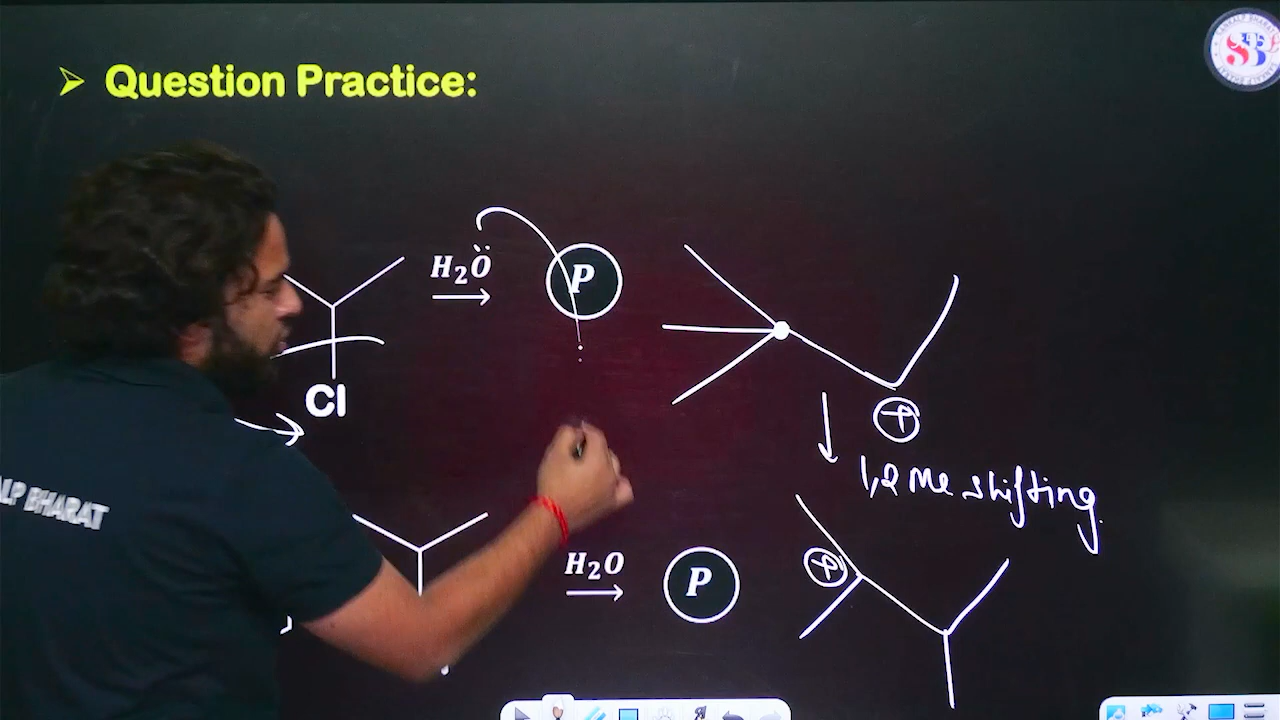 Question Practice:
H₂Ö
P
Cl
⊕
1,2 Me shifting
ALP BHARAT
H₂O
P
⊕